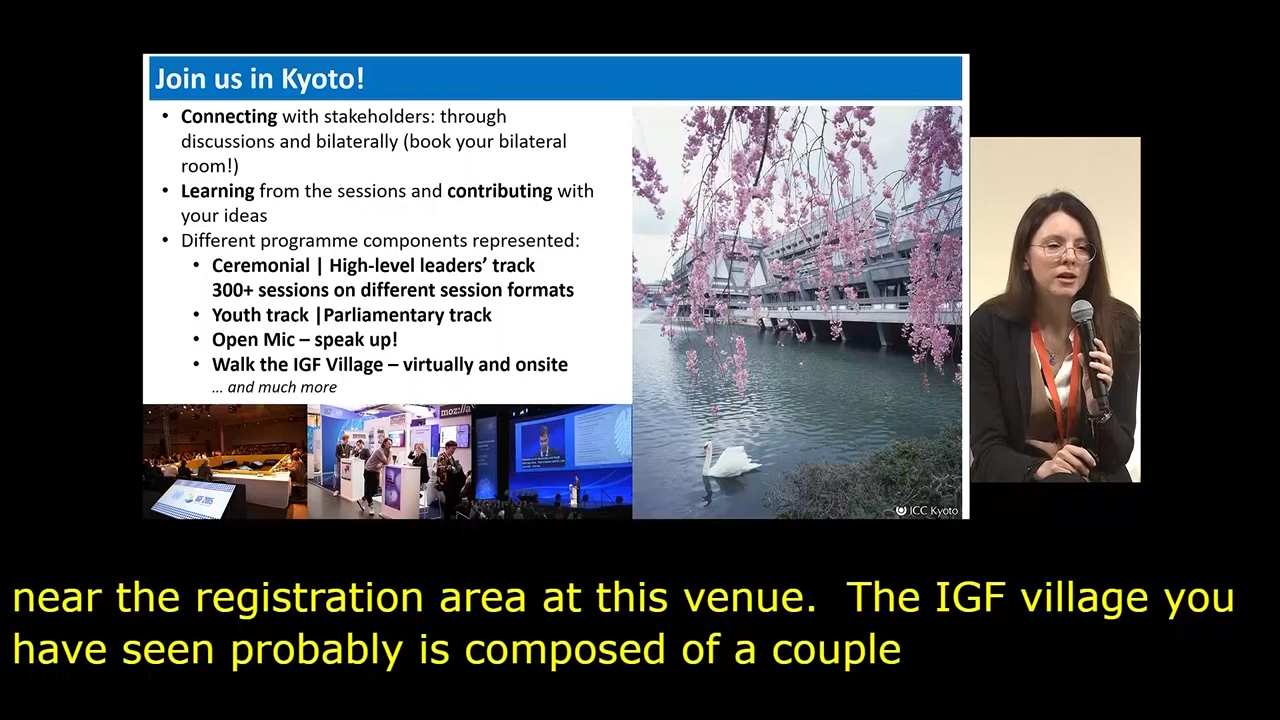 Join us in Kyoto!
• Connecting with stakeholders: through
discussions and bilaterally (book your bilateral
room!)
• Learning from the sessions and contributing with
your ideas
• Different programme components represented:
• Ceremonial | High-level leaders’ track
300+ sessions on different session formats
• Youth track |Parliamentary track
• Open Mic – speak up!
• Walk the IGF Village – virtually and onsite
... and much more
IGF 2015
moz://a
ICC Kyoto
near the registration area at this venue.  The IGF village you
have seen probably is composed of a couple